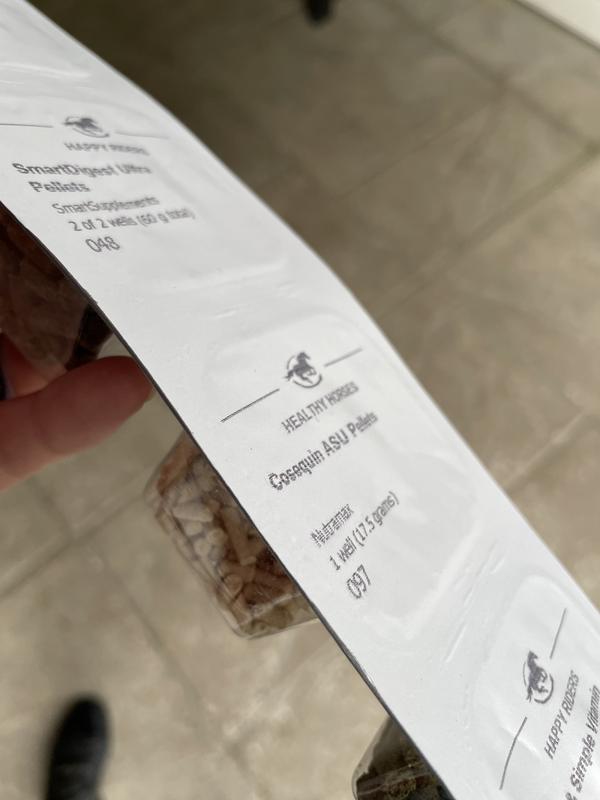 HAPPY RIDERS
SmartDigest Ultra
Pellets
SmartSupplements
2 of 2 wells (60 g total)
048
HEALTHY HORSES
Cosequin ASU Pellets
Nutramax
1 well (17.5 grams)
097
HAPPY RIDERS
& Simple Vitamin